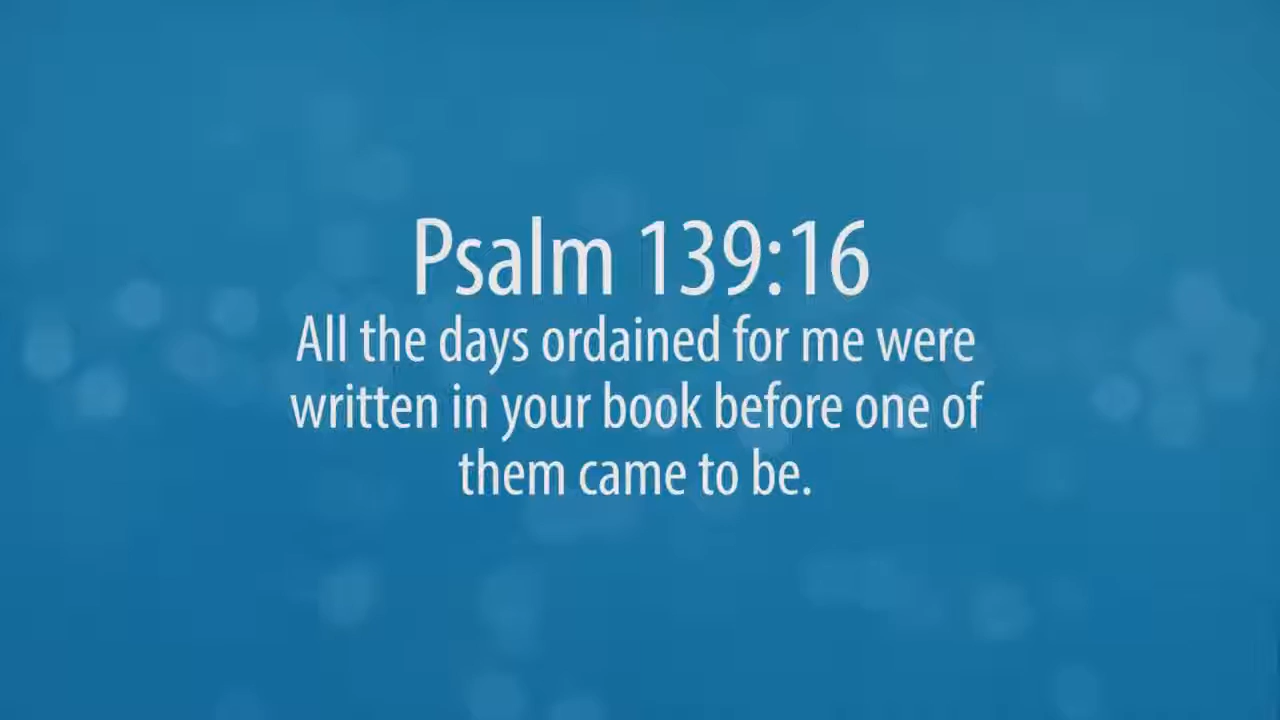 Psalm 139:16
All the days ordained for me were
written in your book before one of
them came to be.